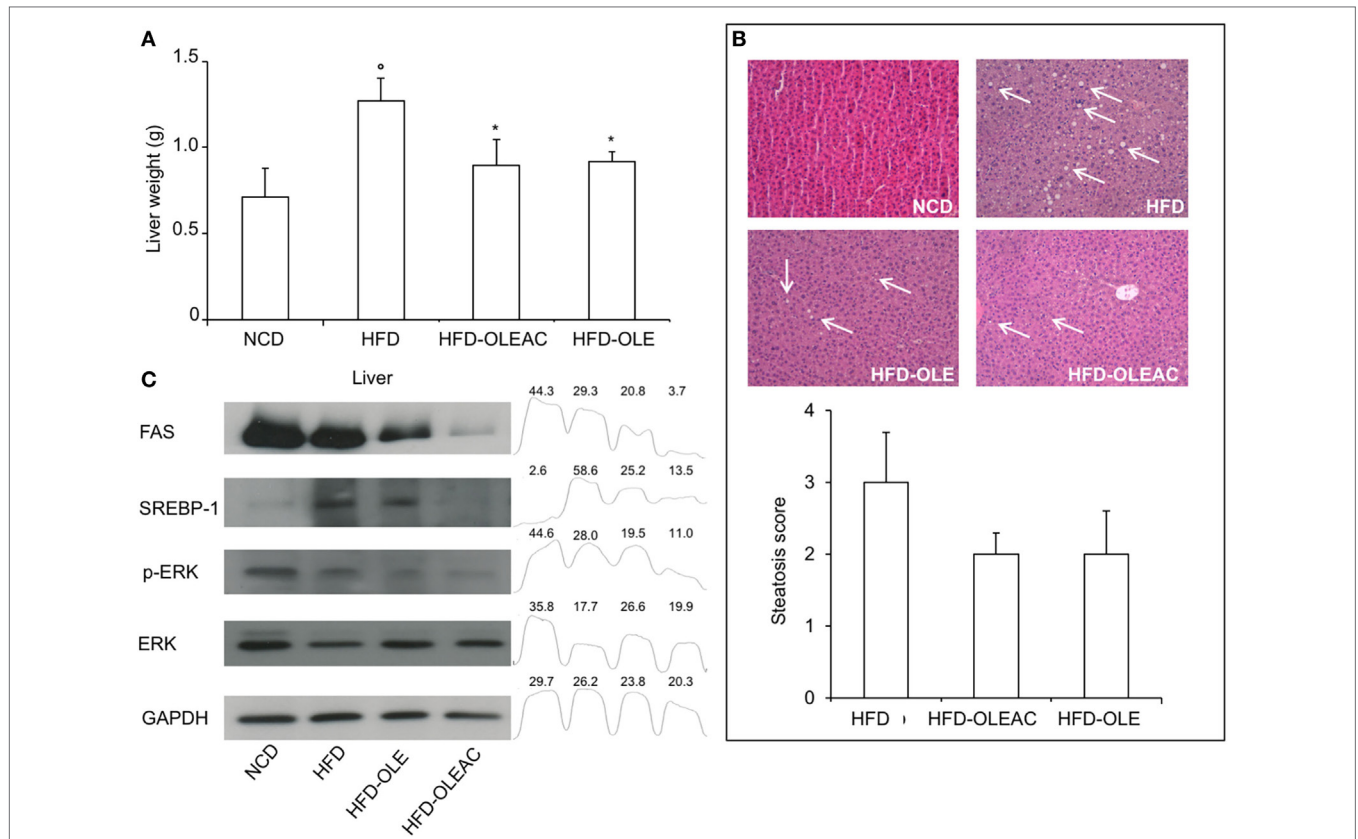 A
1.5
1.0
0.5
0
Liver weight (g)
°
*
*
NCD HFD HFD-OLEAC HFD-OLE
B
NCD
HFD
HFD-OLE
HFD-OLEAC
4
3
2
1
0
Steatosis score
HFD HFD-OLEAC HFD-OLE
C
Liver
44.3 29.3 20.8 3.7
FAS
2.6 58.6 25.2 13.5
SREBP-1
44.6 28.0 19.5 11.0
p-ERK
35.8 17.7 26.6 19.9
ERK
29.7 26.2 23.8 20.3
GAPDH
NCD HFD HFD-OLE HFD-OLEAC